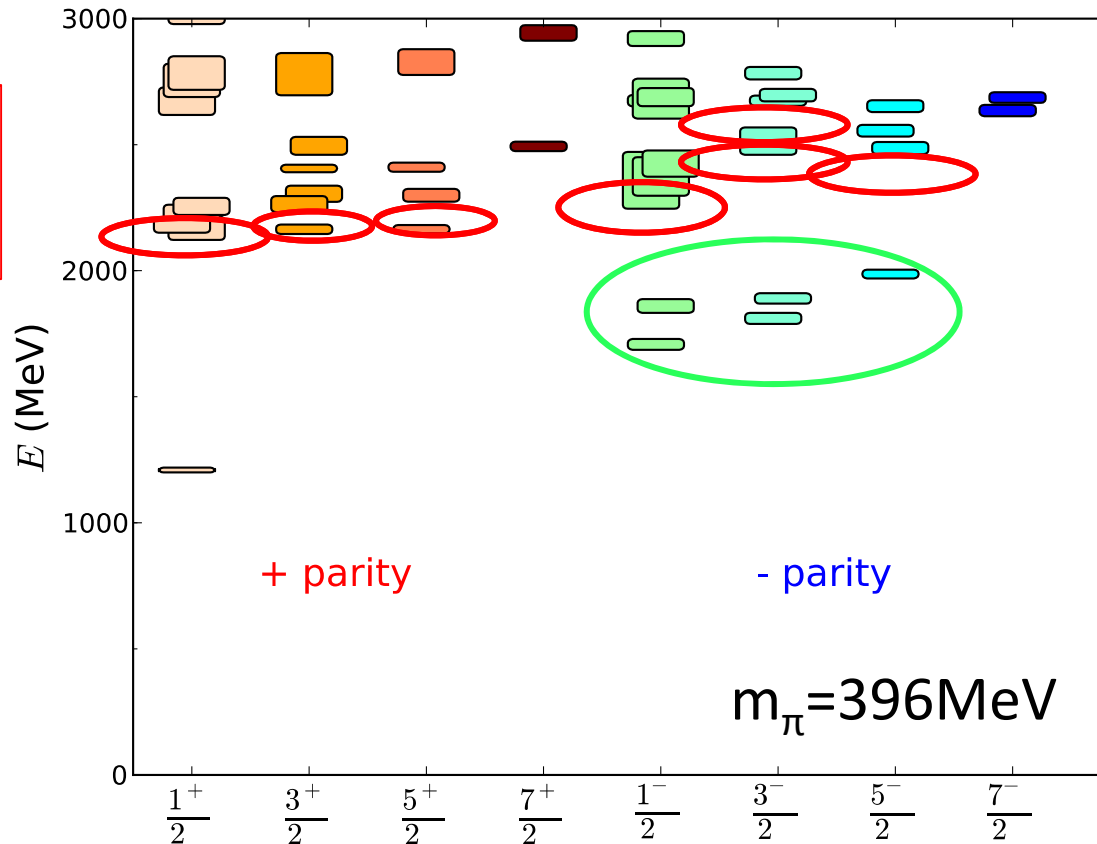 3000
2000
1000
0
E (MeV)
+ parity
- parity
m_π=396MeV
1⁺/2 3⁺/2 5⁺/2 7⁺/2 1⁻/2 3⁻/2 5⁻/2 7⁻/2